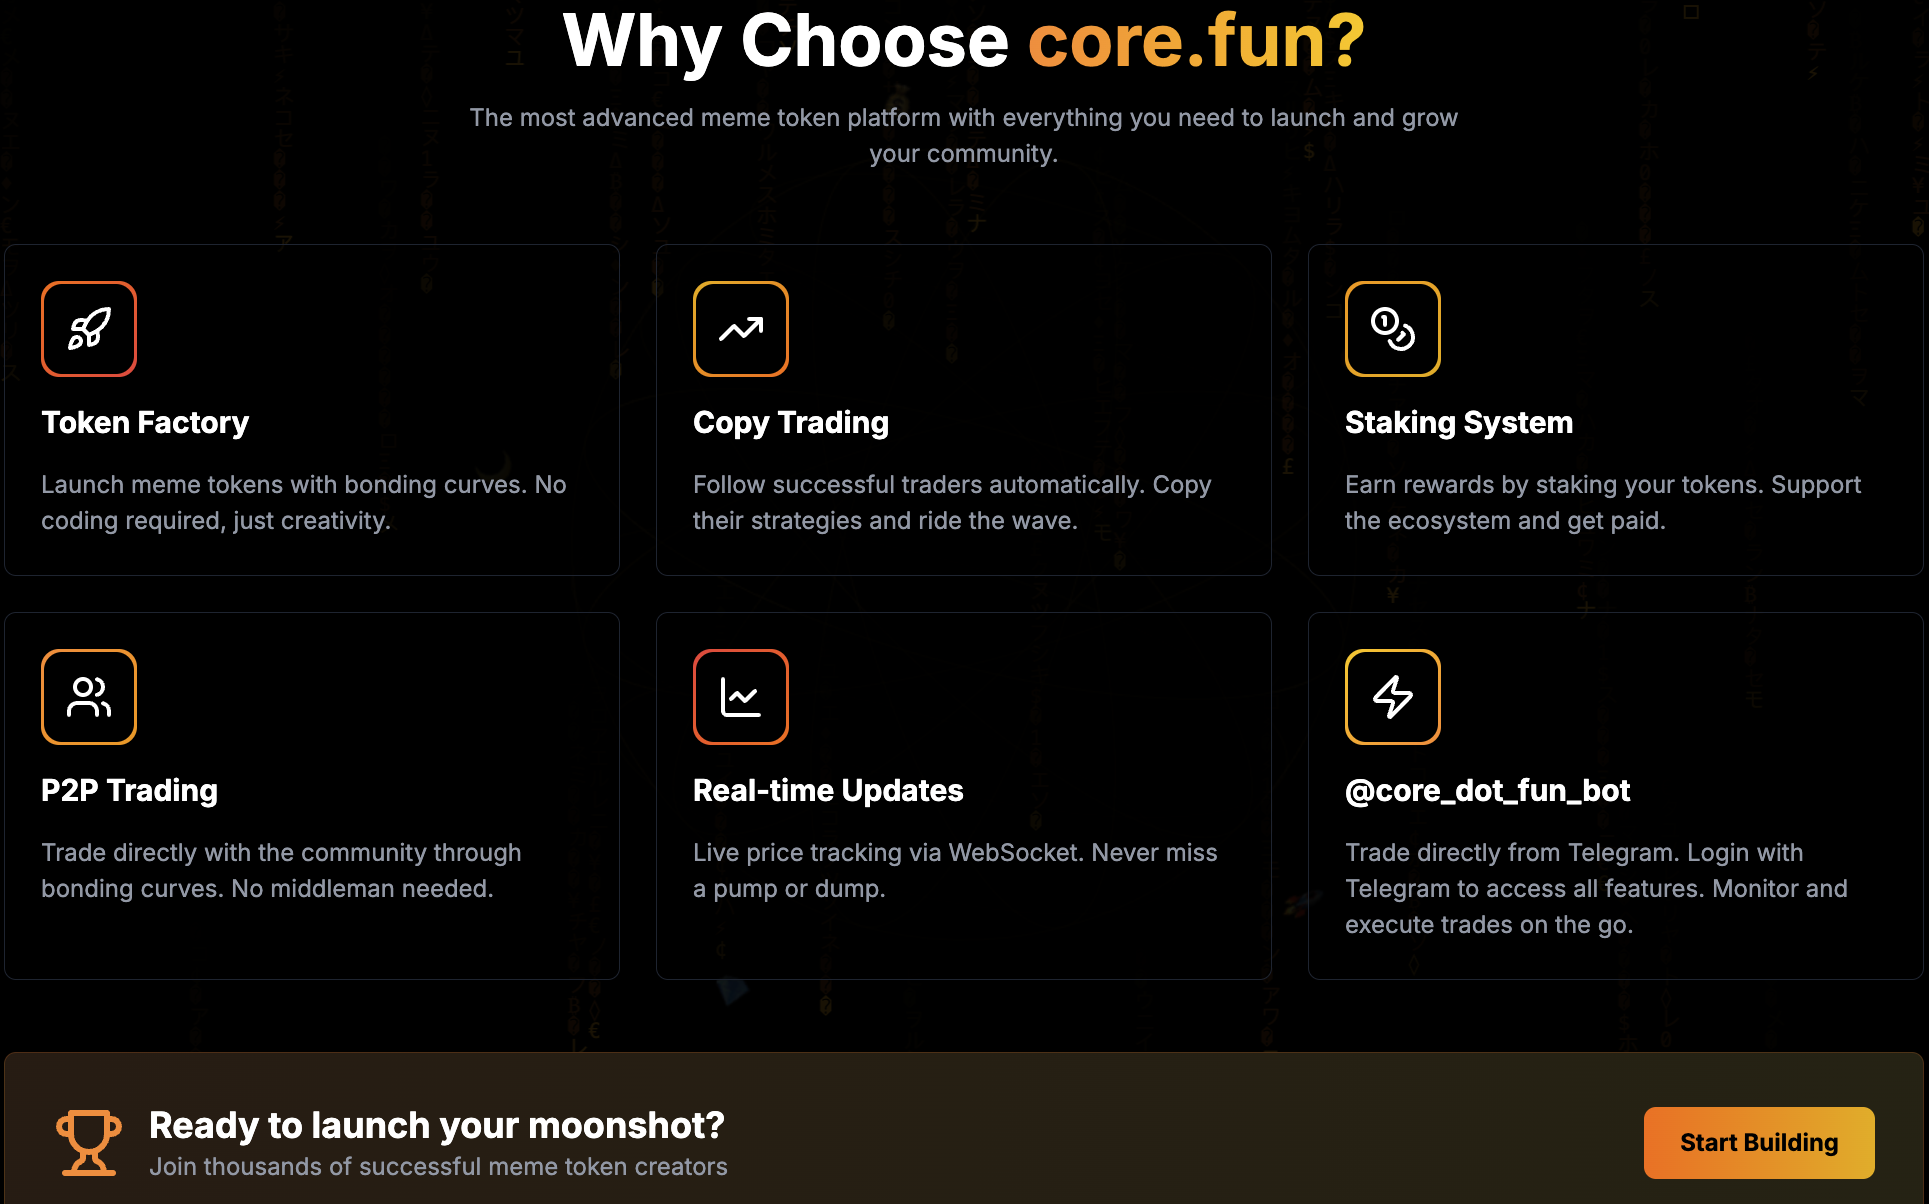 Why Choose core.fun?
The most advanced meme token platform with everything you need to launch and grow
your community.
Token Factory
Launch meme tokens with bonding curves. No
coding required, just creativity.
Copy Trading
Follow successful traders automatically. Copy
their strategies and ride the wave.
Staking System
Earn rewards by staking your tokens. Support
the ecosystem and get paid.
P2P Trading
Trade directly with the community through
bonding curves. No middleman needed.
Real-time Updates
Live price tracking via WebSocket. Never miss
a pump or dump.
@core_dot_fun_bot
Trade directly from Telegram. Login with
Telegram to access all features. Monitor and
execute trades on the go.
Ready to launch your moonshot?
Join thousands of successful meme token creators
Start Building